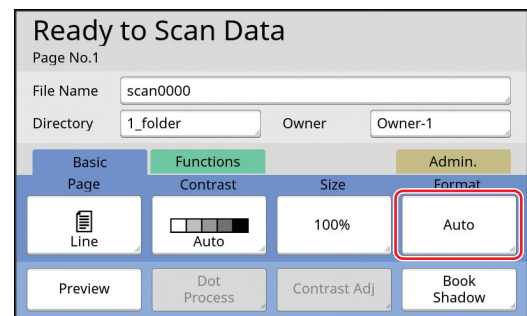 Ready to Scan Data
Page No.1
File Name scan0000
Directory 1_folder Owner Owner-1
Basic Functions Admin.
Page Contrast Size Format
Line Auto 100% Auto
Preview Dot Process Contrast Adj Book Shadow